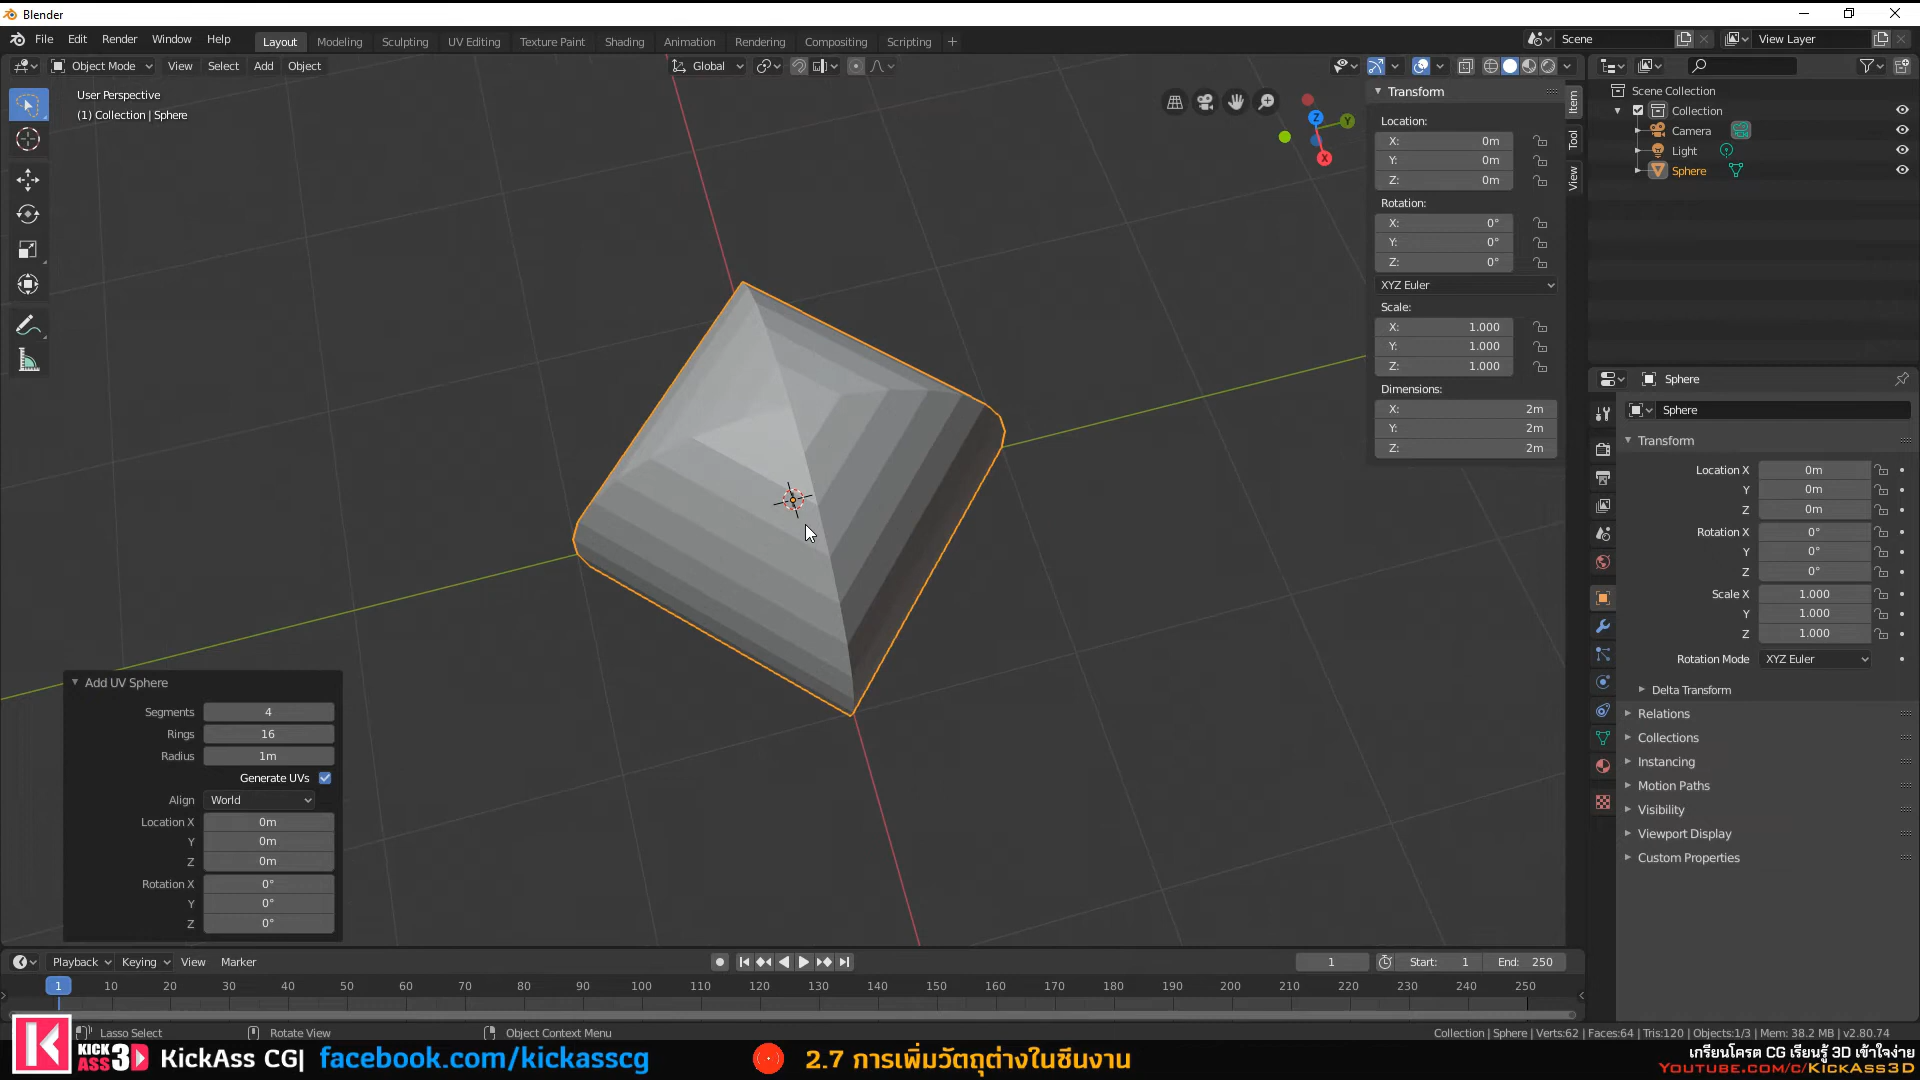 Blender
File Edit Render Window Help
Layout Modeling Sculpting UV Editing Texture Paint Shading Animation Rendering Compositing Scripting +
Scene View Layer
Object Mode View Select Add Object Global
User Perspective
(1) Collection | Sphere
Z Y X
Transform
Location:
X: 0m
Y: 0m
Z: 0m
Rotation:
X: 0°
Y: 0°
Z: 0°
XYZ Euler
Scale:
X: 1.000
Y: 1.000
Z: 1.000
Dimensions:
X: 2m
Y: 2m
Z: 2m
Item
Tool
View
Scene Collection
Collection
Camera
Light
Sphere
Sphere
Sphere
Transform
Location X 0m
Y 0m
Z 0m
Rotation X 0°
Y 0°
Z 0°
Scale X 1.000
Y 1.000
Z 1.000
Rotation Mode XYZ Euler
Delta Transform
Relations
Collections
Instancing
Motion Paths
Visibility
Viewport Display
Custom Properties
Add UV Sphere
Segments 4
Rings 16
Radius 1m
Generate UVs
Align World
Location X 0m
Y 0m
Z 0m
Rotation X 0°
Y 0°
Z 0°
Playback Keying View Marker
1 Start: 1 End: 250
1 10 20 30 40 50 60 70 80 90 100 110 120 130 140 150 160 170 180 190 200 210 220 230 240 250
Lasso Select Rotate View Object Context Menu
Collection | Sphere | Verts:62 | Faces:64 | Tris:120 | Objects:1/3 | Mem: 38.2 MB | v2.80.74
K KICK ASS 3D KickAss CG| facebook.com/kickasscg 2.7 การเพิ่มวัตถุต่างในซีนงาน
เกรียนโครต CG เรียนรู้ 3D เข้าใจง่าย
YOUTUBE.COM/C/KICKASS3D